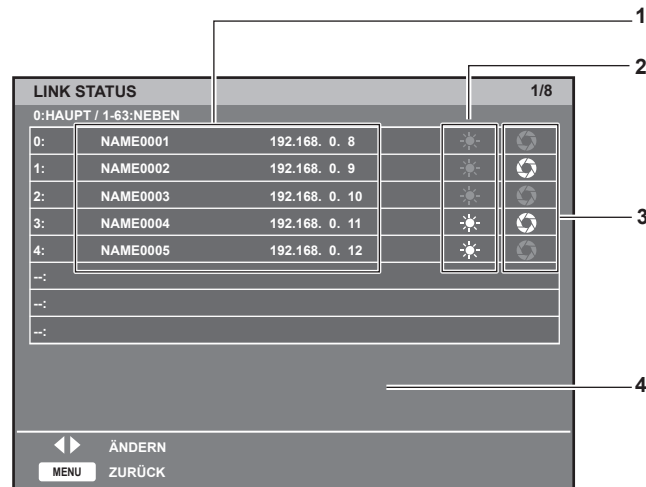 1
2
LINK STATUS 1/8
0:HAUPT / 1-63:NEBEN
0: NAME0001 192.168. 0. 8
1: NAME0002 192.168. 0. 9
2: NAME0003 192.168. 0. 10
3: NAME0004 192.168. 0. 11
3
4: NAME0005 192.168. 0. 12
--:
--:
--:
4
ÄNDERN
MENU ZURÜCK